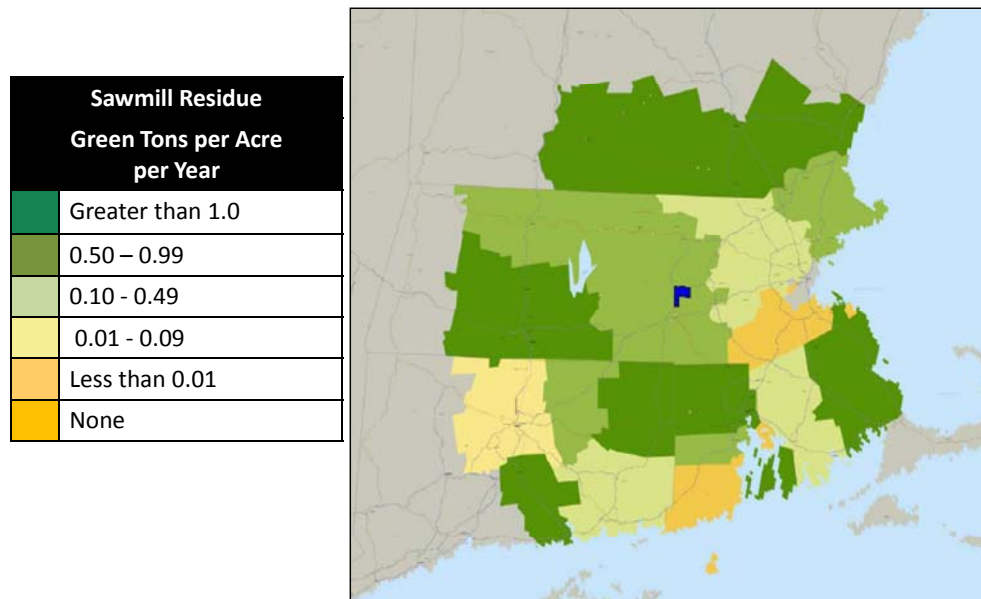 Sawmill Residue
Green Tons per Acre
per Year
Greater than 1.0
0.50 – 0.99
0.10 - 0.49
0.01 - 0.09
Less than 0.01
None